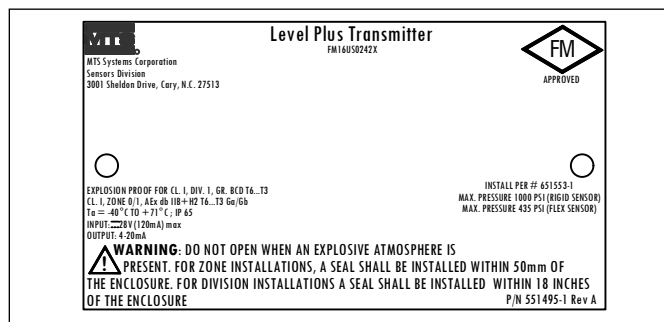 MTS
Level Plus Transmitter
FM16US0242X
FM
APPROVED
MTS Systems Corporation
Sensors Division
3001 Sheldon Drive, Cary, N.C. 27513
EXPLOSION PROOF FOR CL. I, DIV. 1, GR. BCD T6...T3
CL. I, ZONE 0/1, AEx db IIB+H2 T6...T3 Ga/Gb
Ta = -40°C TO +71°C ; IP 65
INPUT:⎓28V (120mA) max
OUTPUT: 4-20mA
INSTALL PER # 651553-1
MAX. PRESSURE 1000 PSI (RIGID SENSOR)
MAX. PRESSURE 435 PSI (FLEX SENSOR)
WARNING: DO NOT OPEN WHEN AN EXPLOSIVE ATMOSPHERE IS
PRESENT. FOR ZONE INSTALLATIONS, A SEAL SHALL BE INSTALLED WITHIN 50mm OF
THE ENCLOSURE. FOR DIVISION INSTALLATIONS A SEAL SHALL BE INSTALLED WITHIN 18 INCHES
OF THE ENCLOSURE
P/N 551495-1 Rev A